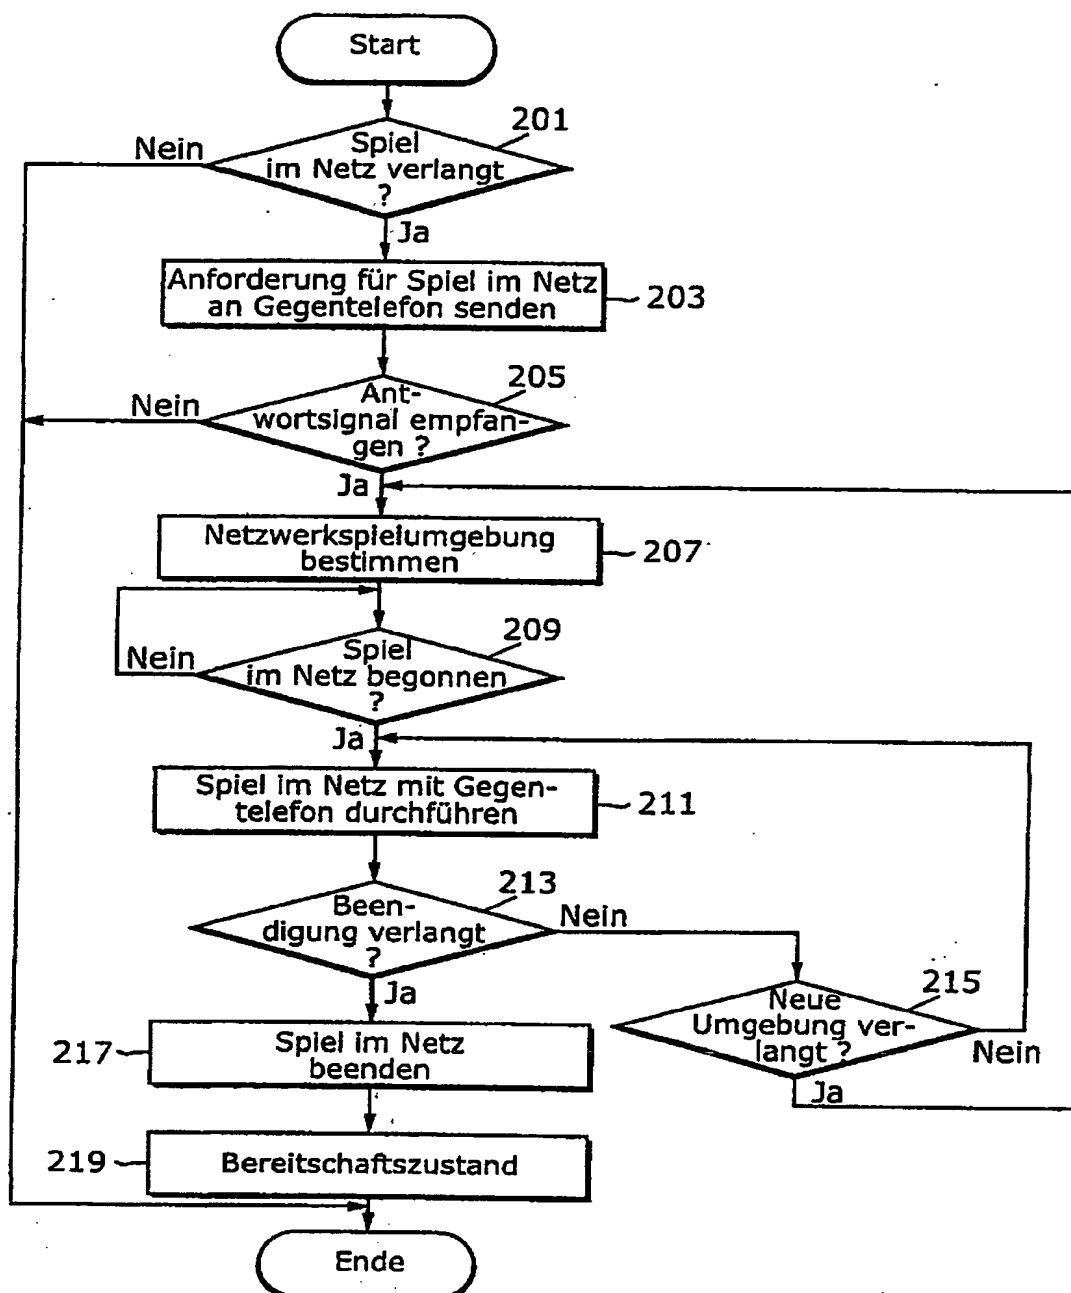 Start
201
Spiel
im Netz verlangt
?
Nein
Ja
Anforderung für Spiel im Netz
an Gegentelefon senden
203
205
Ant-
wortsignal empfan-
gen ?
Nein
Ja
Netzwerkspielumgebung
bestimmen
207
209
Spiel
im Netz begonnen
?
Nein
Ja
Spiel im Netz mit Gegen-
telefon durchführen
211
213
Been-
digung verlangt
?
Nein
Ja
215
Neue
Umgebung ver-
langt ?
Nein
Ja
217
Spiel im Netz
beenden
219
Bereitschaftszustand
Ende